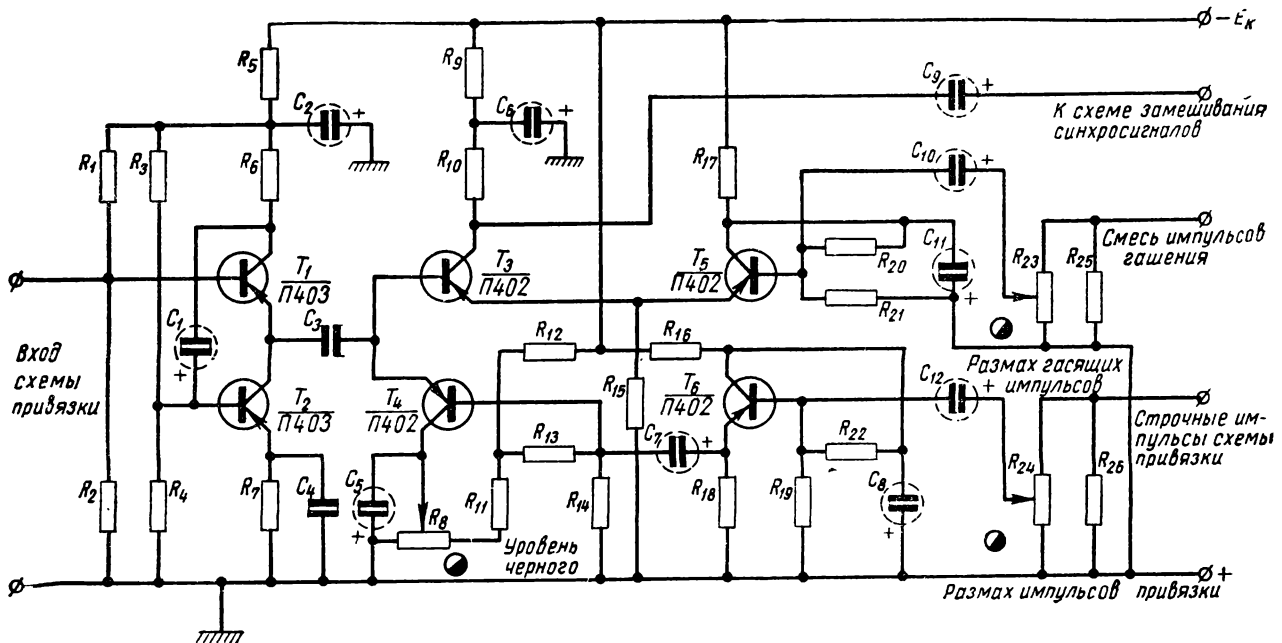 – Eк
R5
R9
C2 +
C6 +
C9 +
К схеме замешивания
синхросигналов
R1
R3
R6
R10
R17
C10 +
Смесь импульсов
гашения
T1
П403
T3
П402
T5
П402
R20
C11 +
R23
R25
R21
C1 +
C3
R12
R16
Размах гасящих
импульсов
Вход
схемы
привязки
T2
П403
T4
П402
R15
T6
П402
C12 +
Строчные им-
пульсы схемы
привязки
R13
C7 +
R22
R2
R4
R7
C4
C5 +
R8
R11
R14
R18
R19
C8 +
R24
R26
Уровень
черного
+
Размах импульсов привязки